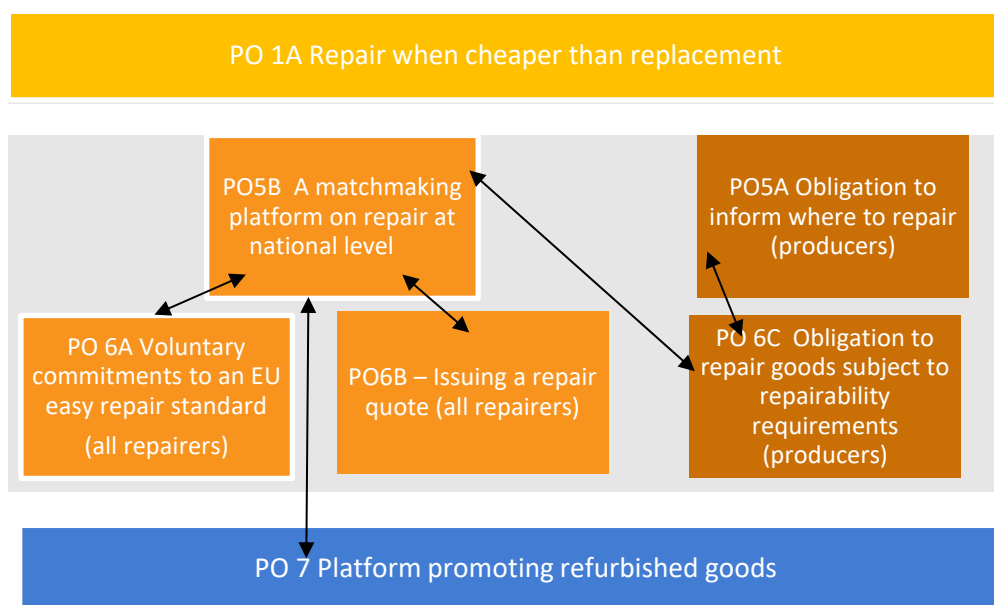 PO 1A Repair when cheaper than replacement
PO5B A matchmaking
platform on repair at
national level
PO5A Obligation to
inform where to repair
(producers)
PO 6A Voluntary
commitments to an EU
easy repair standard
(all repairers)
PO6B – Issuing a repair
quote (all repairers)
PO 6C Obligation to
repair goods subject to
repairability
requirements
(producers)
PO 7 Platform promoting refurbished goods